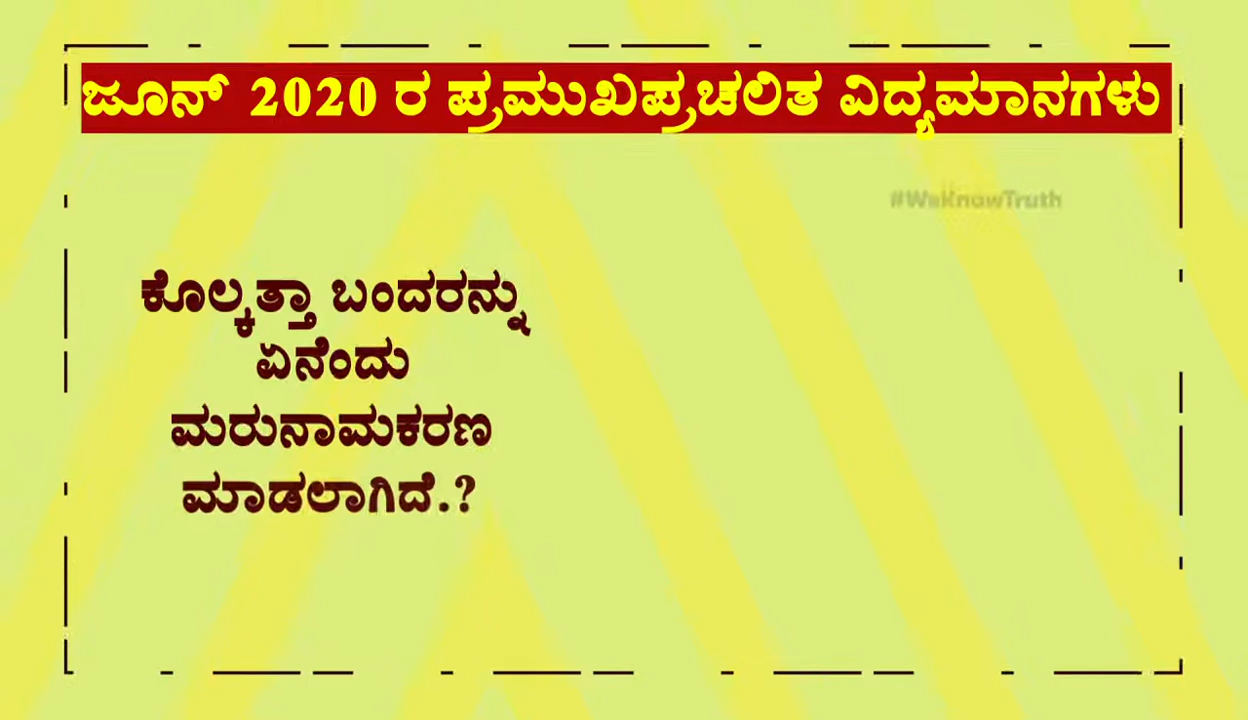 ಜೂನ್ 2020 ರ ಪ್ರಮುಖಪ್ರಚಲಿತ ವಿದ್ಯಮಾನಗಳು
#WeKnowTruth
ಕೊಲ್ಕತ್ತಾ ಬಂದರನ್ನು
ಏನೆಂದು
ಮರುನಾಮಕರಣ
ಮಾಡಲಾಗಿದೆ.?